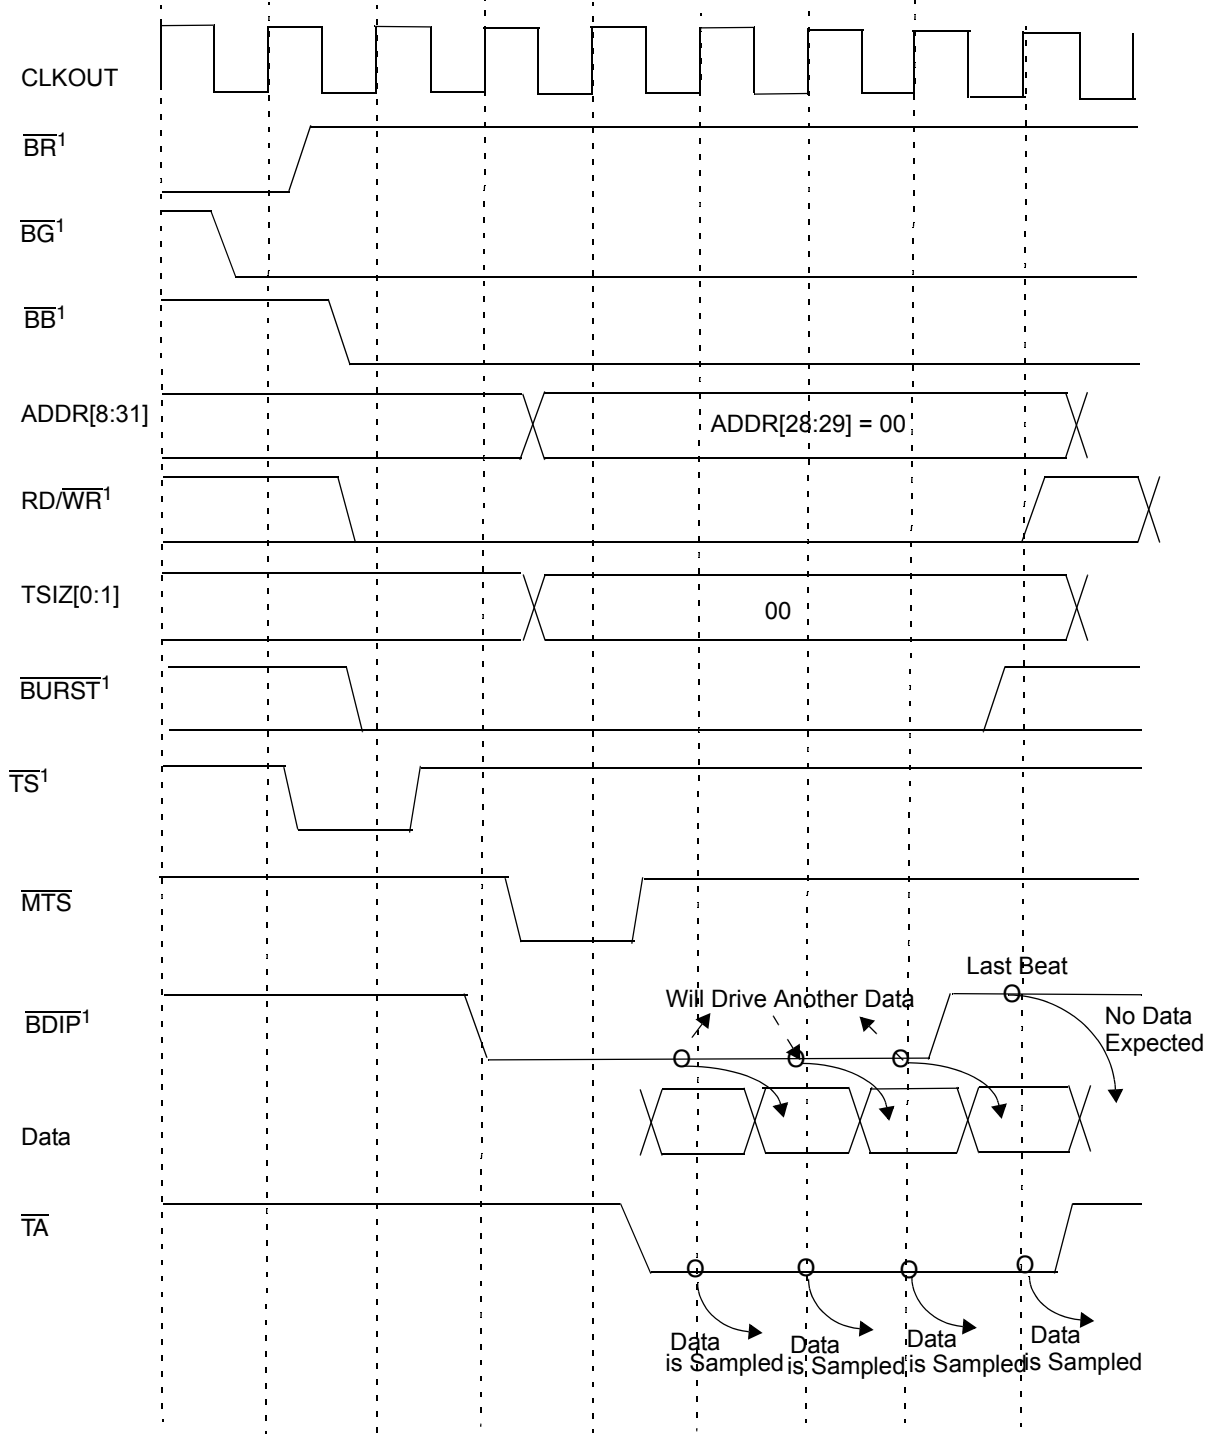 CLKOUT
BR1
BG1
BB1
ADDR[8:31]
ADDR[28:29] = 00
RD/WR1
TSIZ[0:1]
00
BURST1
TS1
MTS
Last Beat
Will Drive Another Data
BDIP1
No Data
Expected
Data
TA
Data
is Sampled
Data
is Sampled
Data
is Sampled
Data
is Sampled